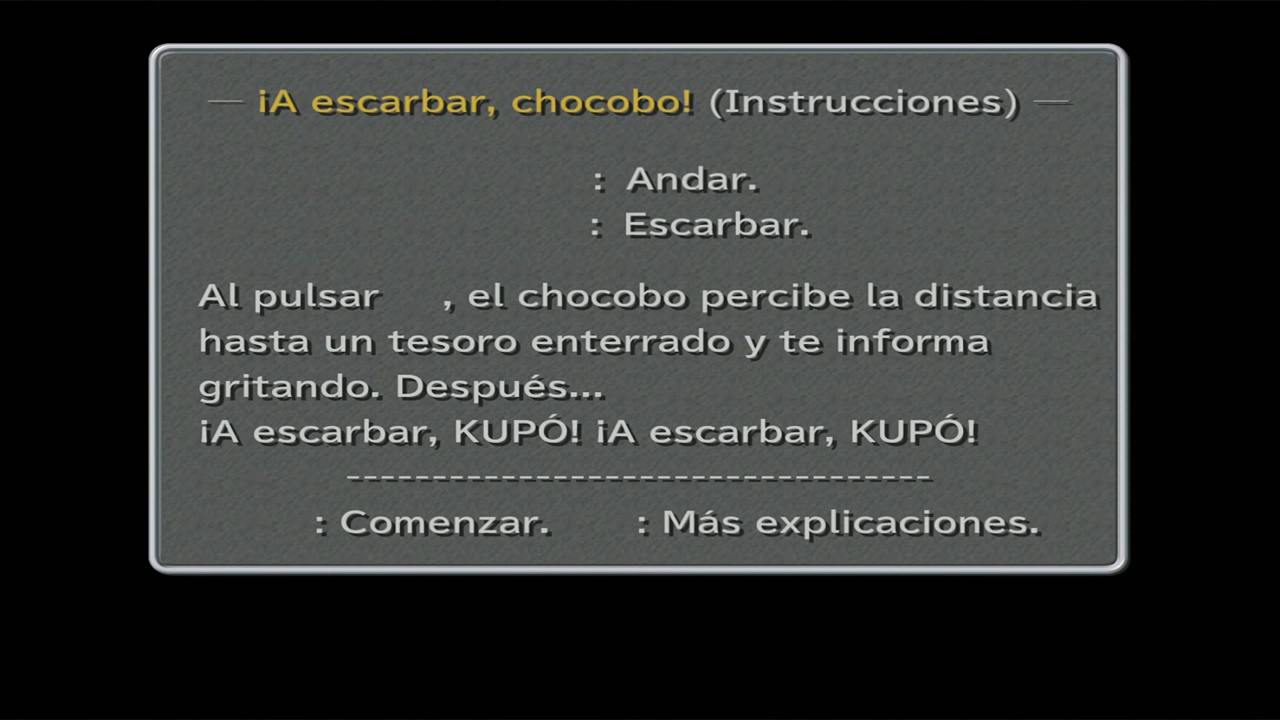 — ¡A escarbar, chocobo! (Instrucciones) —
: Andar.
: Escarbar.
Al pulsar , el chocobo percibe la distancia
hasta un tesoro enterrado y te informa
gritando. Después...
¡A escarbar, KUPÓ! ¡A escarbar, KUPÓ!
-----------------------------------
: Comenzar. : Más explicaciones.